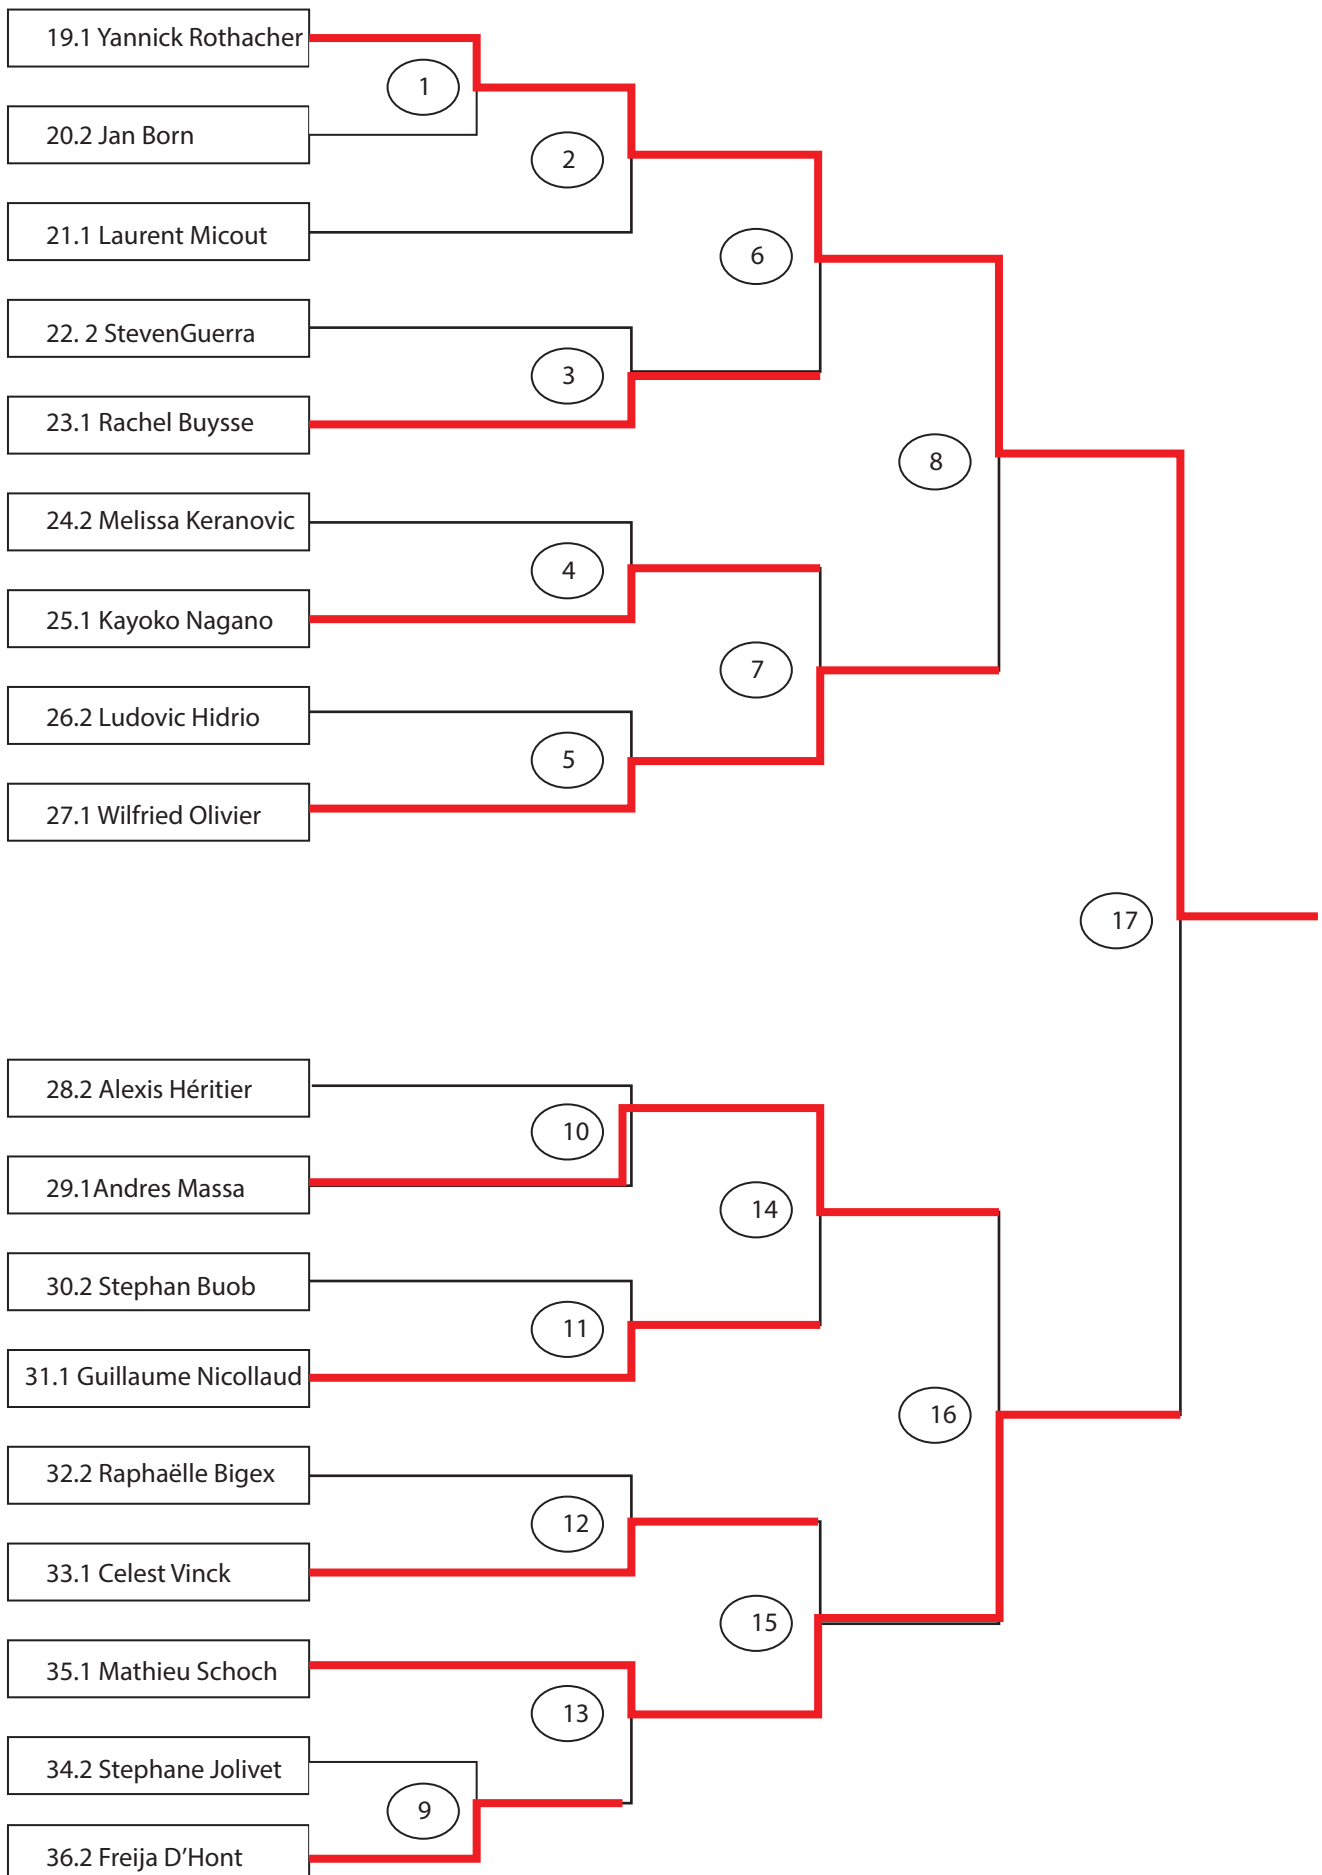 19.1 Yannick Rothacher
1
20.2 Jan Born
2
21.1 Laurent Micout
6
22. 2 StevenGuerra
3
23.1 Rachel Buysse
8
24.2 Melissa Keranovic
4
25.1 Kayoko Nagano
7
26.2 Ludovic Hidrio
5
27.1 Wilfried Olivier
17
28.2 Alexis Héritier
10
29.1Andres Massa
14
30.2 Stephan Buob
11
31.1 Guillaume Nicollaud
16
32.2 Raphaëlle Bigex
12
33.1 Celest Vinck
15
35.1 Mathieu Schoch
13
34.2 Stephane Jolivet
9
36.2 Freija D’Hont